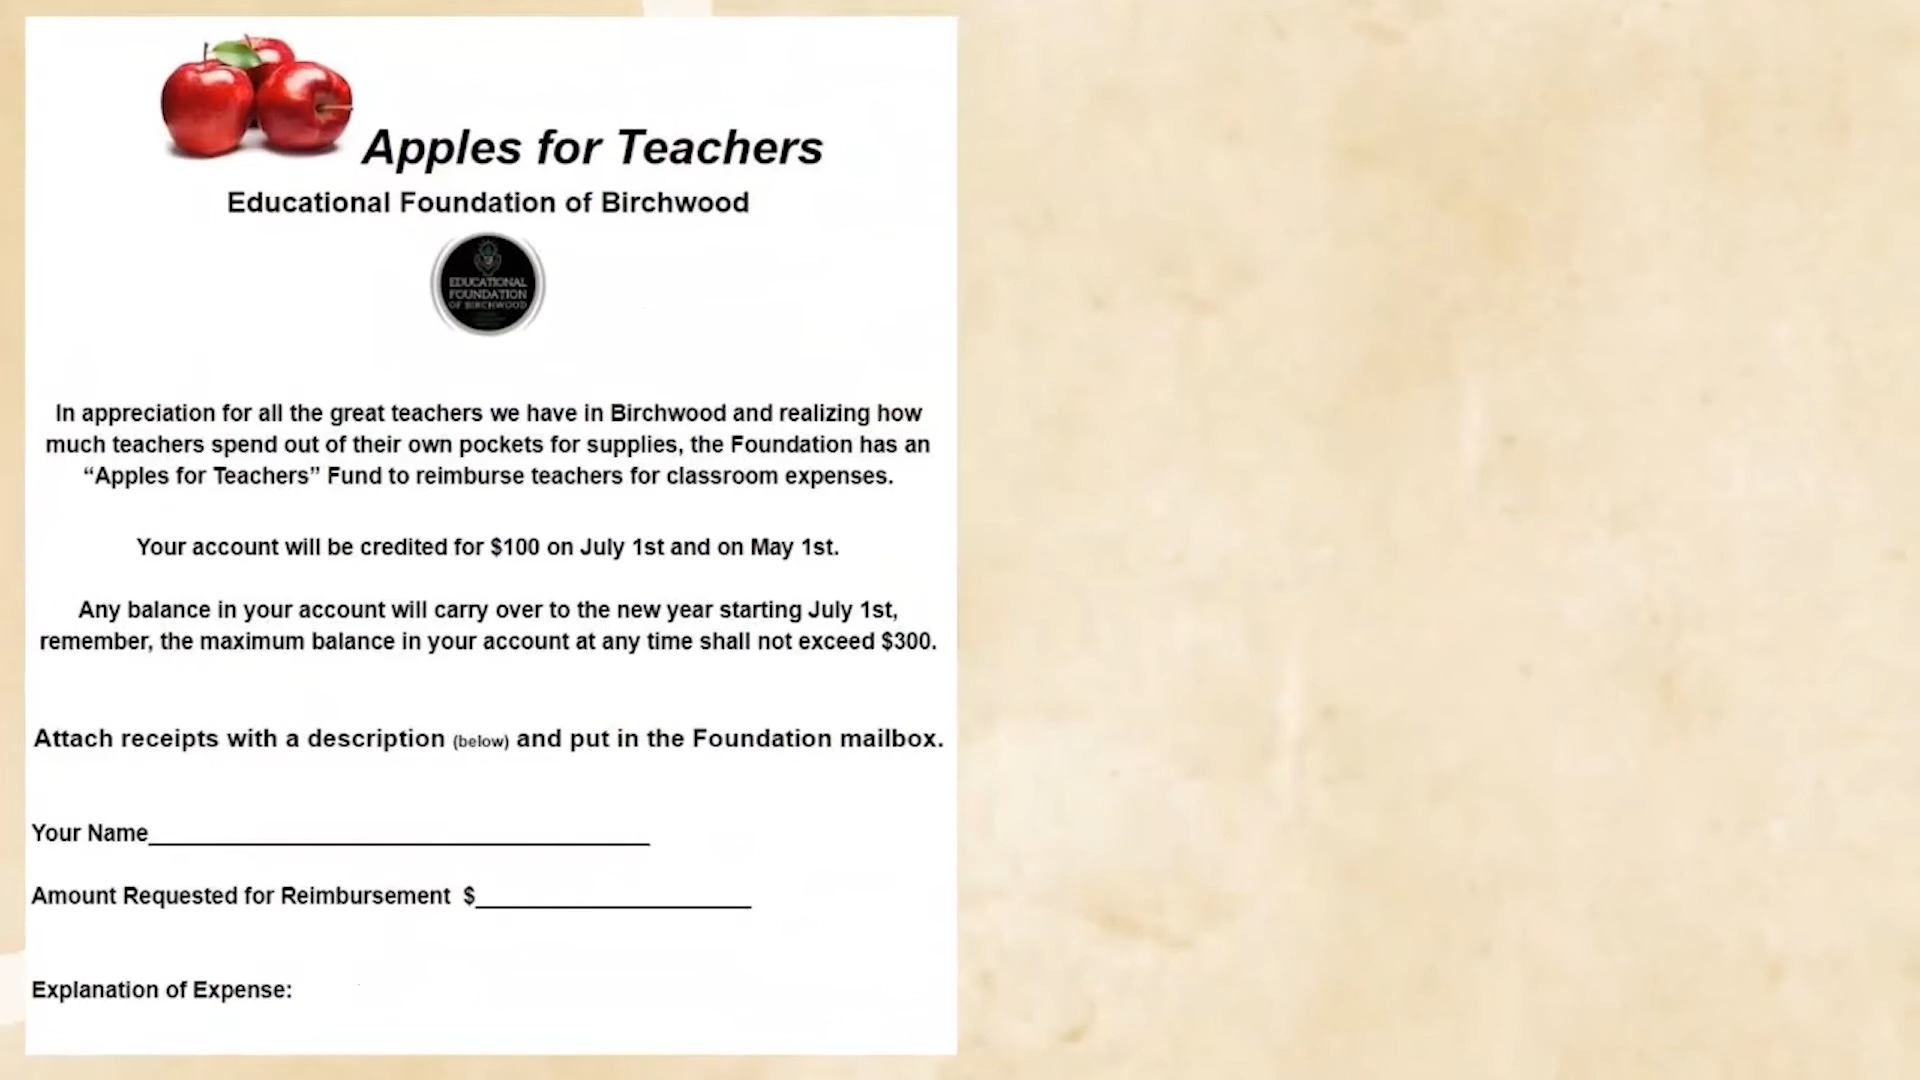 Apples for Teachers
Educational Foundation of Birchwood
EDUCATIONAL
FOUNDATION
OF BIRCHWOOD
In appreciation for all the great teachers we have in Birchwood and realizing how
much teachers spend out of their own pockets for supplies, the Foundation has an
“Apples for Teachers” Fund to reimburse teachers for classroom expenses.
Your account will be credited for $100 on July 1st and on May 1st.
Any balance in your account will carry over to the new year starting July 1st,
remember, the maximum balance in your account at any time shall not exceed $300.
Attach receipts with a description (below) and put in the Foundation mailbox.
Your Name
Amount Requested for Reimbursement $
Explanation of Expense: